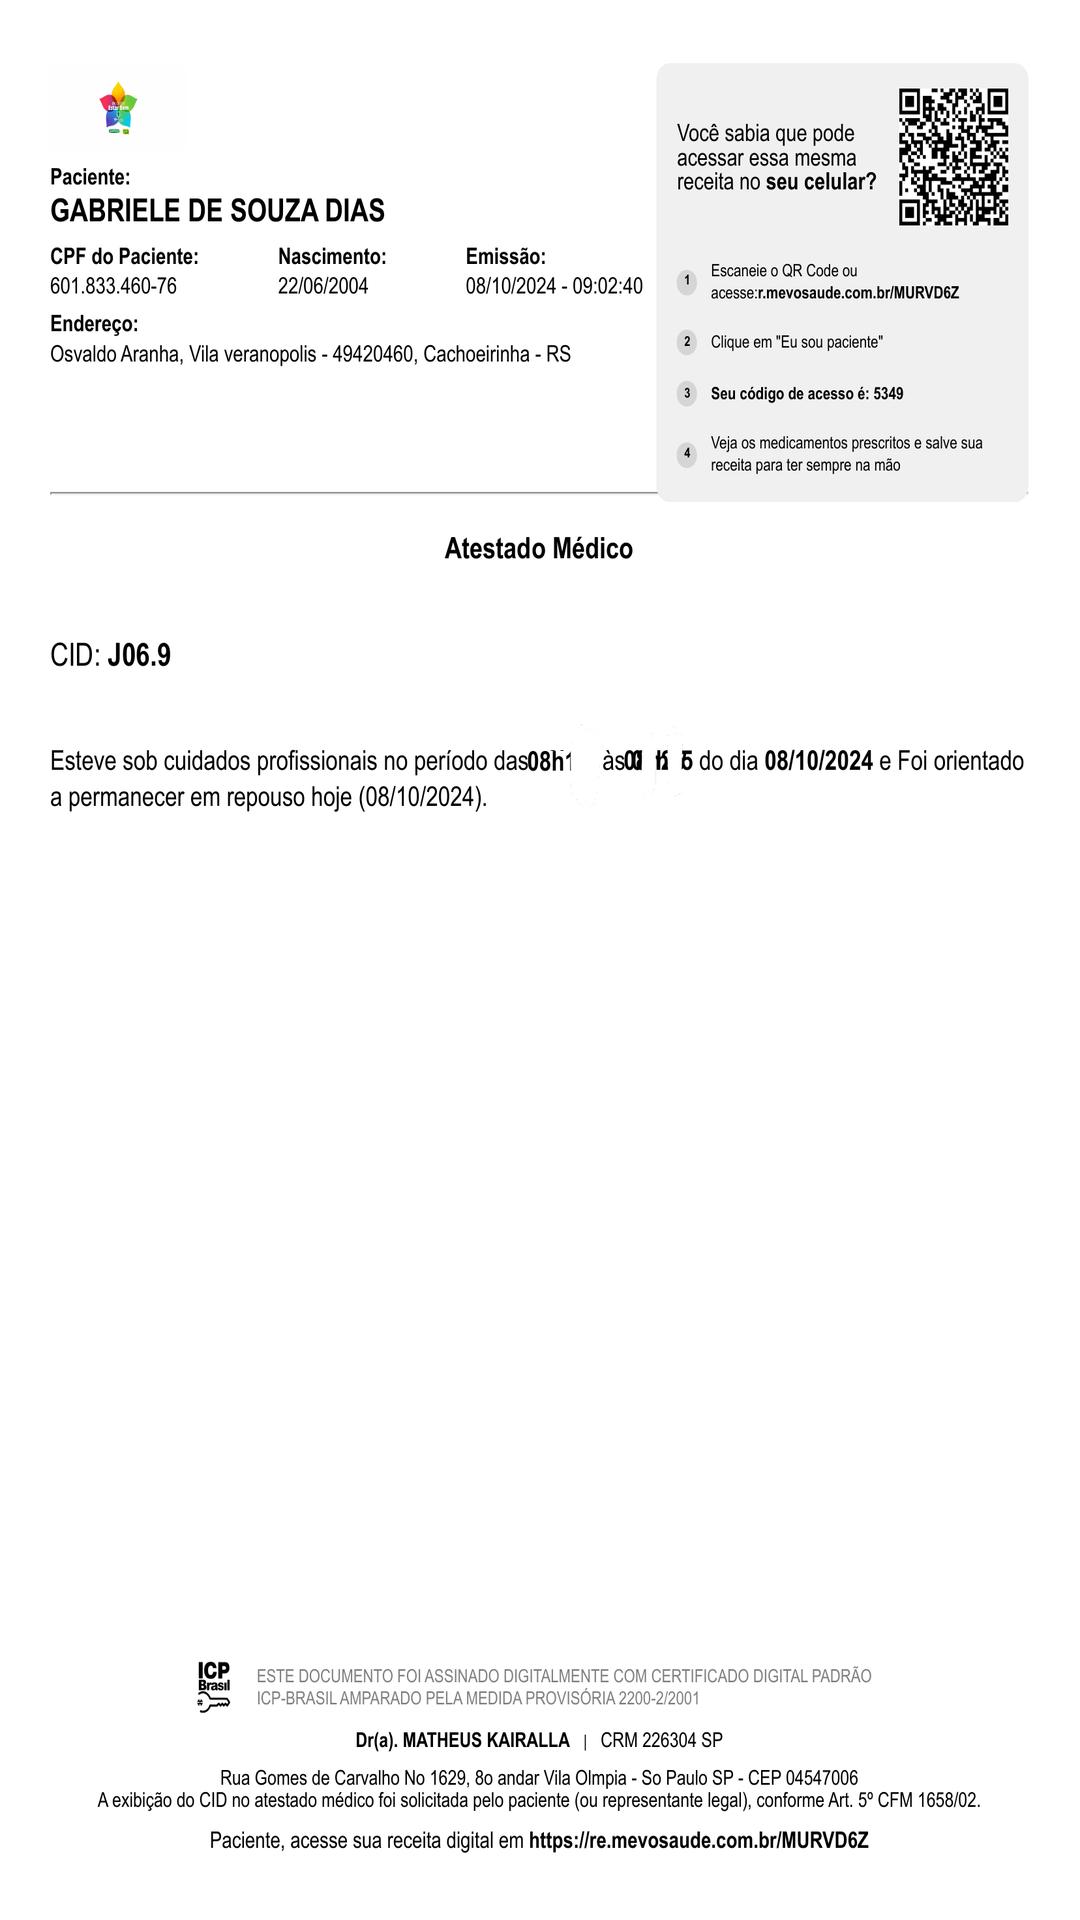 Paciente:
GABRIELE DE SOUZA DIAS
CPF do Paciente: Nascimento: Emissão:
601.833.460-76 22/06/2004 08/10/2024 - 09:02:40
Endereço:
Osvaldo Aranha, Vila veranopolis - 49420460, Cachoeirinha - RS
Você sabia que pode
acessar essa mesma
receita no seu celular?
1 Escaneie o QR Code ou
acesse:r.mevosaude.com.br/MURVD6Z
2 Clique em "Eu sou paciente"
3 Seu código de acesso é: 5349
4 Veja os medicamentos prescritos e salve sua
receita para ter sempre na mão
Atestado Médico
CID: J06.9
Esteve sob cuidados profissionais no período das às do dia 08/10/2024 e Foi orientado
a permanecer em repouso hoje (08/10/2024).
ICP
Brasil
ESTE DOCUMENTO FOI ASSINADO DIGITALMENTE COM CERTIFICADO DIGITAL PADRÃO
ICP-BRASIL AMPARADO PELA MEDIDA PROVISÓRIA 2200-2/2001
Dr(a). MATHEUS KAIRALLA | CRM 226304 SP
Rua Gomes de Carvalho No 1629, 8o andar Vila Olmpia - So Paulo SP - CEP 04547006
A exibição do CID no atestado médico foi solicitada pelo paciente (ou representante legal), conforme Art. 5º CFM 1658/02.
Paciente, acesse sua receita digital em https://re.mevosaude.com.br/MURVD6Z